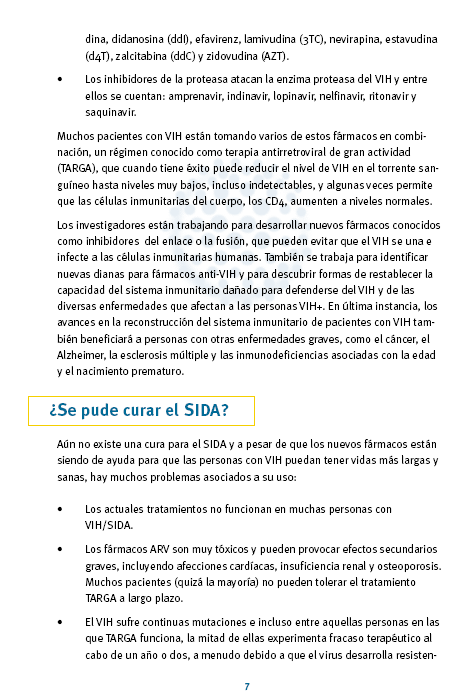 dina, didanosina (ddI), efavirenz, lamivudina (3TC), nevirapina, estavudina
(d4T), zalcitabina (ddC) y zidovudina (AZT).
• Los inhibidores de la proteasa atacan la enzima proteasa del VIH y entre
ellos se cuentan: amprenavir, indinavir, lopinavir, nelfinavir, ritonavir y
saquinavir.
Muchos pacientes con VIH están tomando varios de estos fármacos en combi-
nación, un régimen conocido como terapia antirretroviral de gran actividad
(TARGA), que cuando tiene éxito puede reducir el nivel de VIH en el torrente san-
guíneo hasta niveles muy bajos, incluso indetectables, y algunas veces permite
que las células inmunitarias del cuerpo, los CD4, aumenten a niveles normales.
Los investigadores están trabajando para desarrollar nuevos fármacos conocidos
como inhibidores del enlace o la fusión, que pueden evitar que el VIH se una e
infecte a las células inmunitarias humanas. También se trabaja para identificar
nuevas dianas para fármacos anti-VIH y para descubrir formas de restablecer la
capacidad del sistema inmunitario dañado para defenderse del VIH y de las
diversas enfermedades que afectan a las personas VIH+. En última instancia, los
avances en la reconstrucción del sistema inmunitario de pacientes con VIH tam-
bién beneficiará a personas con otras enfermedades graves, como el cáncer, el
Alzheimer, la esclerosis múltiple y las inmunodeficiencias asociadas con la edad
y el nacimiento prematuro.
¿Se pude curar el SIDA?
Aún no existe una cura para el SIDA y a pesar de que los nuevos fármacos están
siendo de ayuda para que las personas con VIH puedan tener vidas más largas y
sanas, hay muchos problemas asociados a su uso:
• Los actuales tratamientos no funcionan en muchas personas con
VIH/SIDA.
• Los fármacos ARV son muy tóxicos y pueden provocar efectos secundarios
graves, incluyendo afecciones cardíacas, insuficiencia renal y osteoporosis.
Muchos pacientes (quizá la mayoría) no pueden tolerar el tratamiento
TARGA a largo plazo.
• El VIH sufre continuas mutaciones e incluso entre aquellas personas en las
que TARGA funciona, la mitad de ellas experimenta fracaso terapéutico al
cabo de un año o dos, a menudo debido a que el virus desarrolla resisten-
7